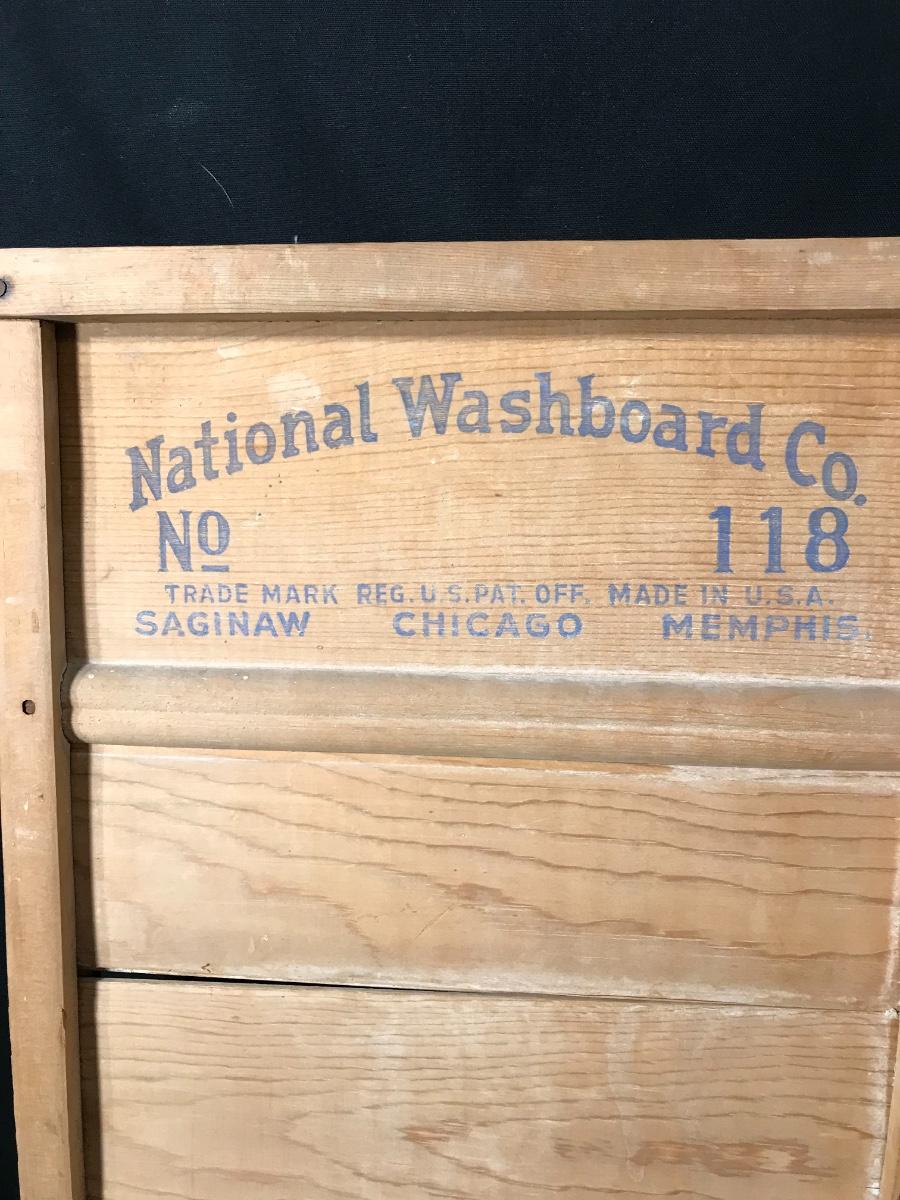 National Washboard Co.
No 118
TRADE MARK REG. U.S. PAT. OFF. MADE IN U.S.A.
SAGINAW CHICAGO MEMPHIS.